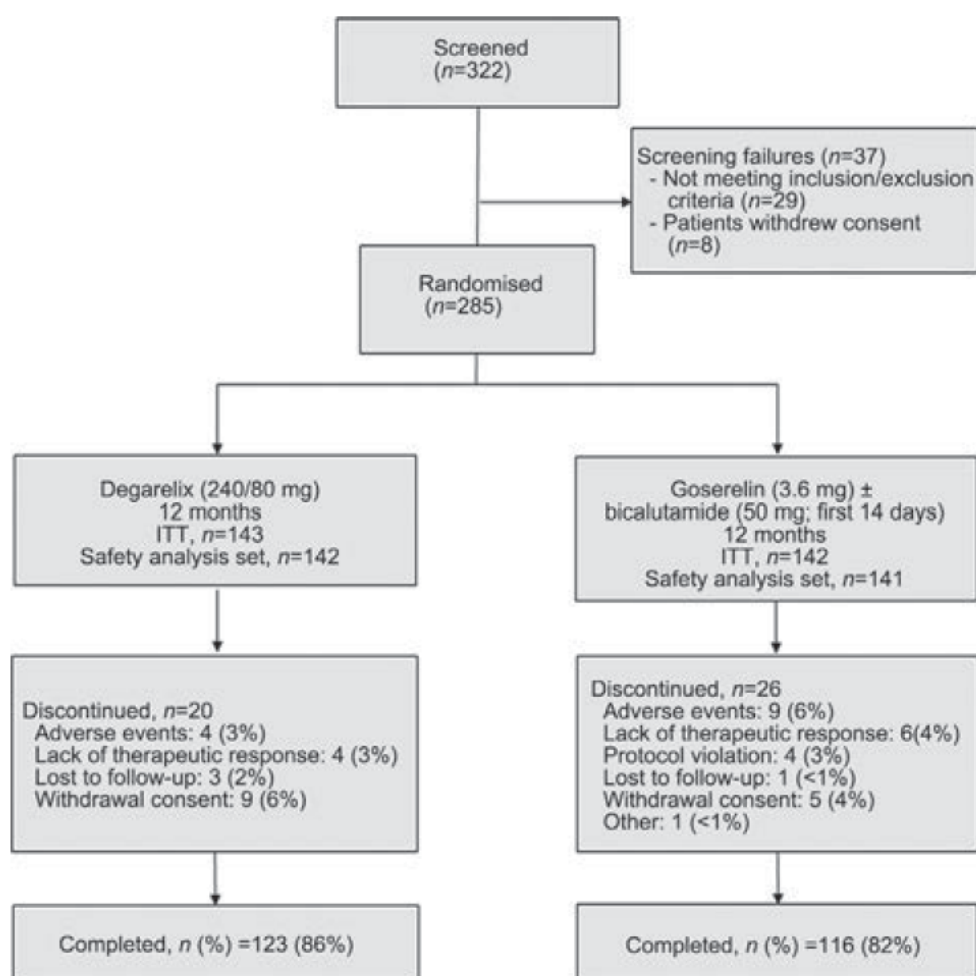 Screened
(n=322)
Screening failures (n=37)
- Not meeting inclusion/exclusion
criteria (n=29)
- Patients withdrew consent
(n=8)
Randomised
(n=285)
Degarelix (240/80 mg)
12 months
ITT, n=143
Safety analysis set, n=142
Goserelin (3.6 mg) ±
bicalutamide (50 mg; first 14 days)
12 months
ITT, n=142
Safety analysis set, n=141
Discontinued, n=20
Adverse events: 4 (3%)
Lack of therapeutic response: 4 (3%)
Lost to follow-up: 3 (2%)
Withdrawal consent: 9 (6%)
Discontinued, n=26
Adverse events: 9 (6%)
Lack of therapeutic response: 6(4%)
Protocol violation: 4 (3%)
Lost to follow-up: 1 (<1%)
Withdrawal consent: 5 (4%)
Other: 1 (<1%)
Completed, n (%) =123 (86%)
Completed, n (%) =116 (82%)